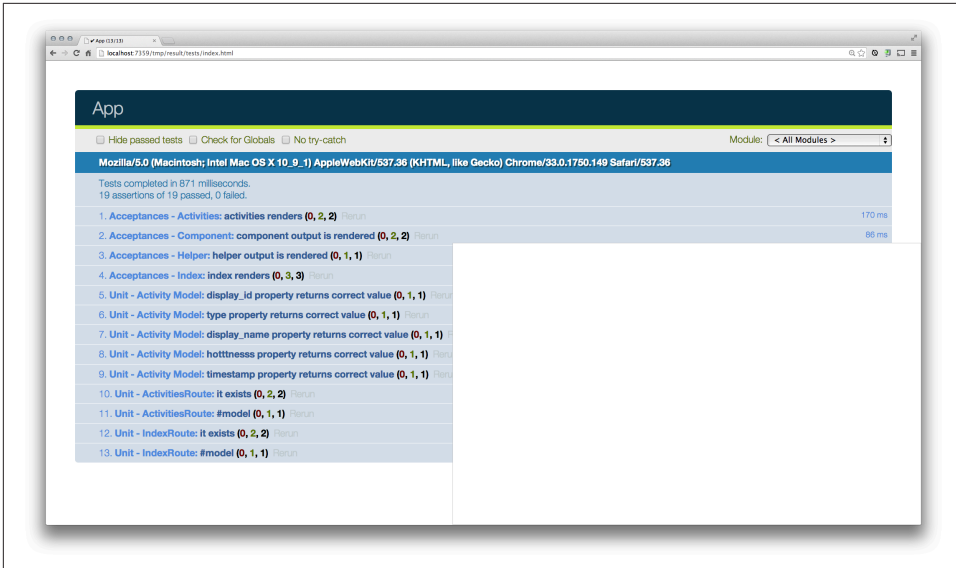 ✔ App (13/13)
localhost:7359/tmp/result/tests/index.html
App
Hide passed tests Check for Globals No try-catch Module: < All Modules >
Mozilla/5.0 (Macintosh; Intel Mac OS X 10_9_1) AppleWebKit/537.36 (KHTML, like Gecko) Chrome/33.0.1750.149 Safari/537.36
Tests completed in 871 milliseconds.
19 assertions of 19 passed, 0 failed.
1. Acceptances - Activities: activities renders (0, 2, 2) Rerun 170 ms
2. Acceptances - Component: component output is rendered (0, 2, 2) Rerun 86 ms
3. Acceptances - Helper: helper output is rendered (0, 1, 1) Rerun
4. Acceptances - Index: index renders (0, 3, 3) Rerun
5. Unit - Activity Model: display_id property returns correct value (0, 1, 1) Rerun
6. Unit - Activity Model: type property returns correct value (0, 1, 1) Rerun
7. Unit - Activity Model: display_name property returns correct value (0, 1, 1)
8. Unit - Activity Model: hotttnesss property returns correct value (0, 1, 1) Reru
9. Unit - Activity Model: timestamp property returns correct value (0, 1, 1) Reru
10. Unit - ActivitiesRoute: it exists (0, 2, 2) Rerun
11. Unit - ActivitiesRoute: #model (0, 1, 1) Rerun
12. Unit - IndexRoute: it exists (0, 2, 2) Rerun
13. Unit - IndexRoute: #model (0, 1, 1) Rerun